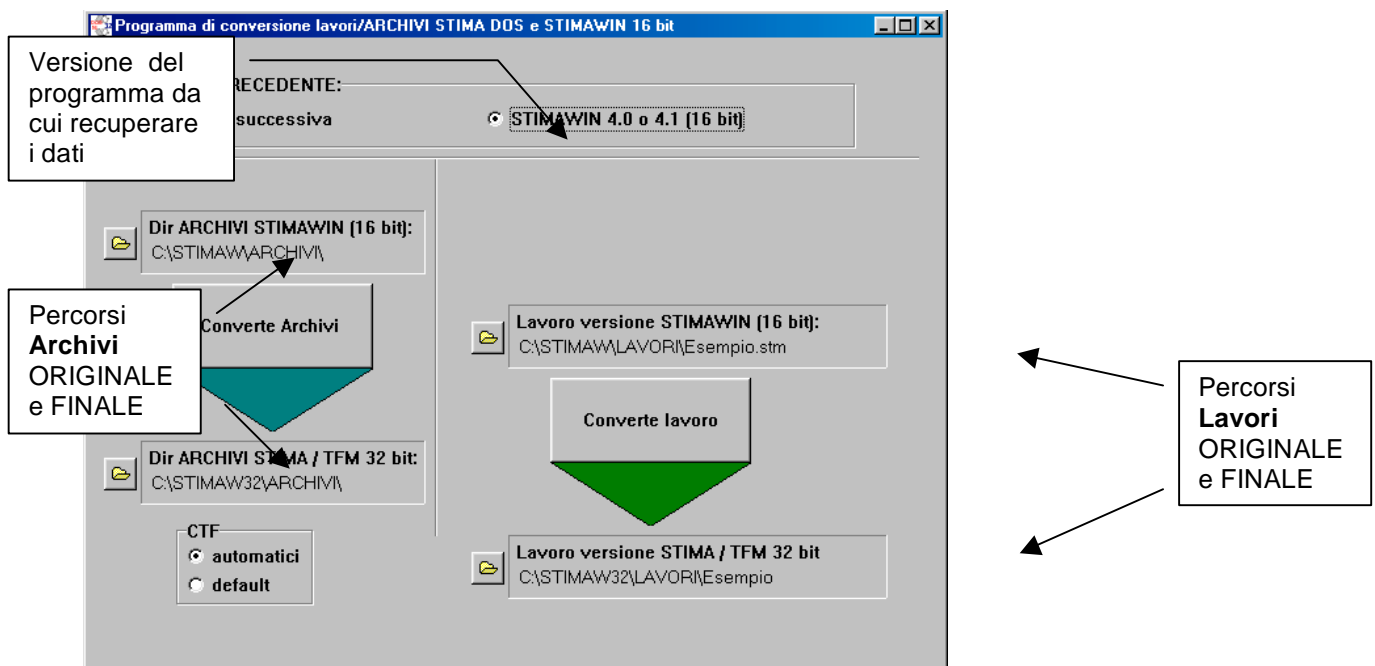 Programma di conversione lavori/ARCHIVI STIMA DOS e STIMAWIN 16 bit
Versione del
programma da
cui recuperare
i dati
RECEDENTE:
successiva
STIMAWIN 4.0 o 4.1 (16 bit)
Dir ARCHIVI STIMAWIN (16 bit):
C:\STIMAW\ARCHIVI\
Percorsi
Archivi
ORIGINALE
e FINALE
Converte Archivi
Dir ARCHIVI STIMA / TFM 32 bit:
C:\STIMAW32\ARCHIVI\
CTF
automatici
default
Lavoro versione STIMAWIN (16 bit):
C:\STIMAW\LAVORI\Esempio.stm
Converte lavoro
Lavoro versione STIMA / TFM 32 bit
C:\STIMAW32\LAVORI\Esempio
Percorsi
Lavori
ORIGINALE
e FINALE